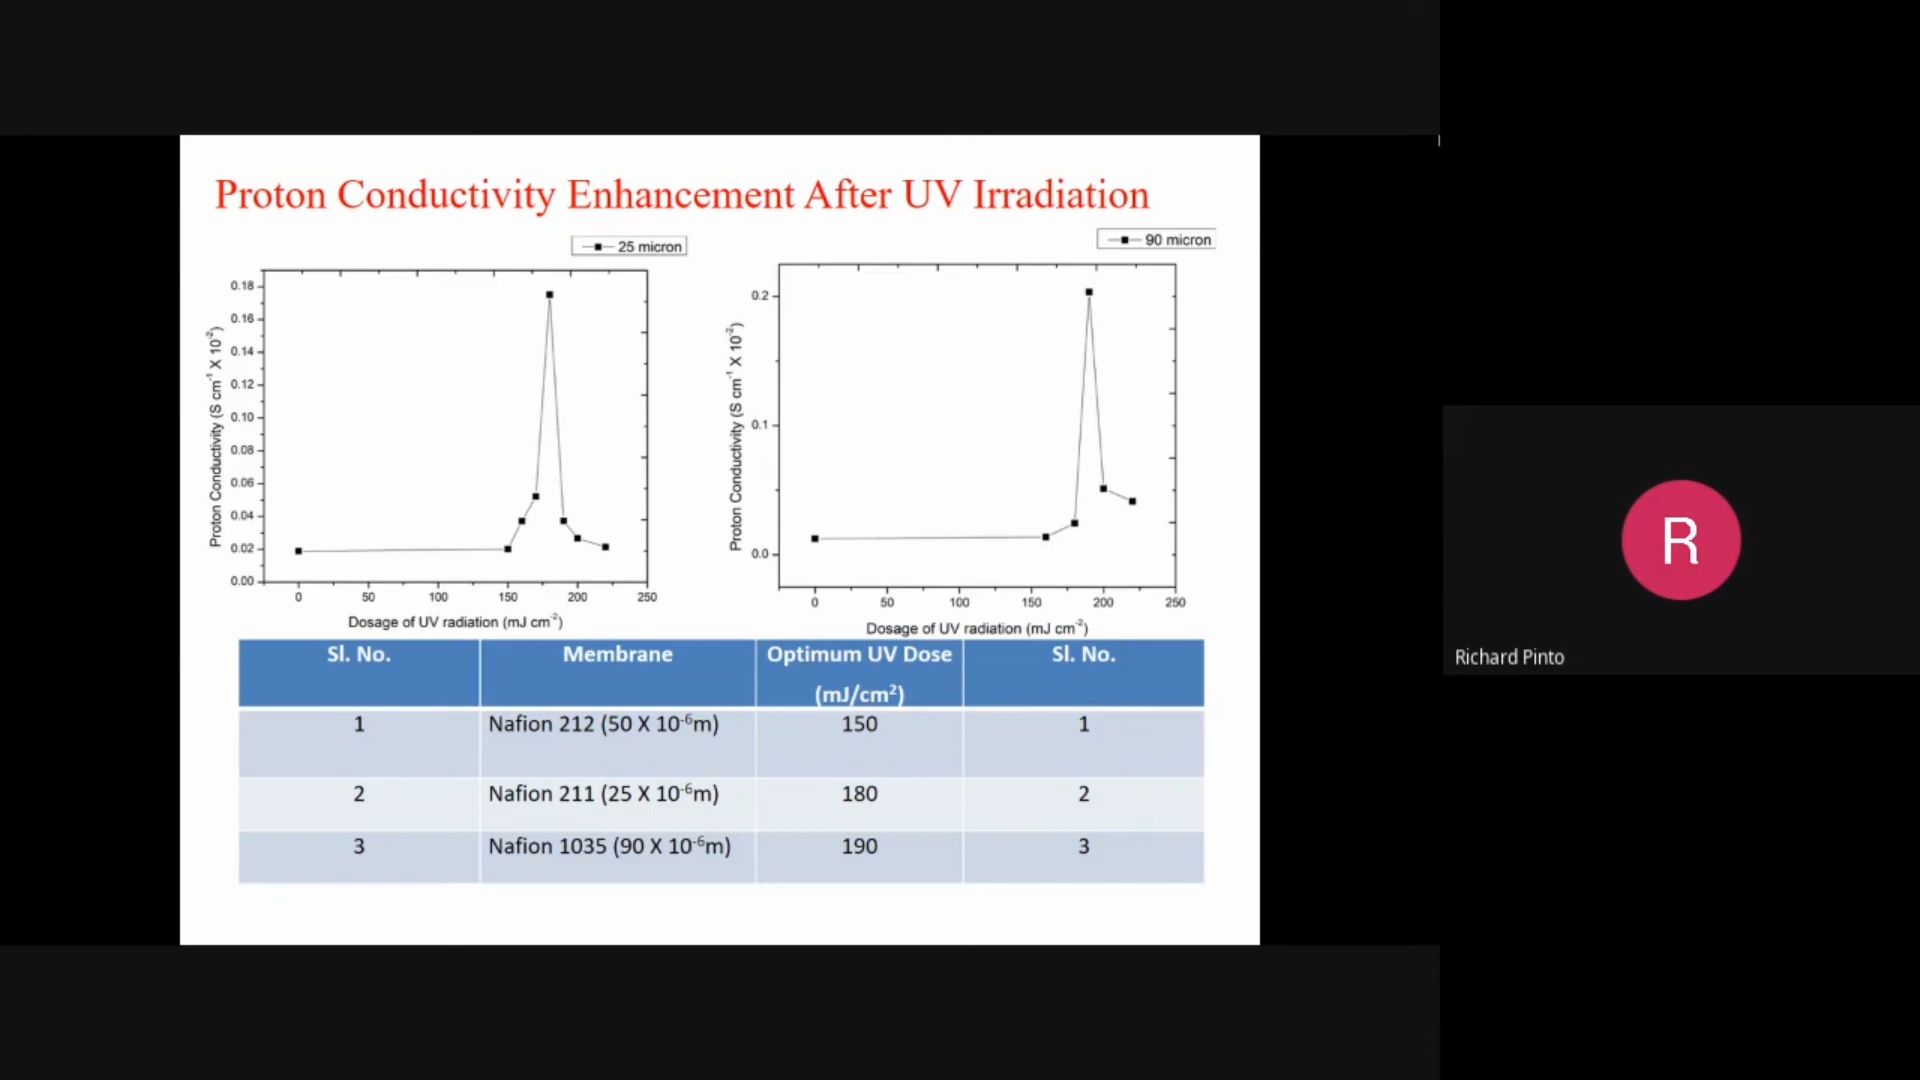 Proton Conductivity Enhancement After UV Irradiation
25 micron
0.18
0.16
0.14
0.12
0.10
0.08
0.06
0.04
0.02
0.00
Proton Conductivity (S cm⁻¹ X 10⁻²)
0 50 100 150 200 250
Dosage of UV radiation (mJ cm⁻²)
90 micron
0.2
0.1
0.0
Proton Conductivity (S cm⁻¹ X 10⁻²)
0 50 100 150 200 250
Dosage of UV radiation (mJ cm⁻²)
Sl. No. Membrane Optimum UV Dose Sl. No.
(mJ/cm²)
1 Nafion 212 (50 X 10⁻⁶m) 150 1
2 Nafion 211 (25 X 10⁻⁶m) 180 2
3 Nafion 1035 (90 X 10⁻⁶m) 190 3
R
Richard Pinto